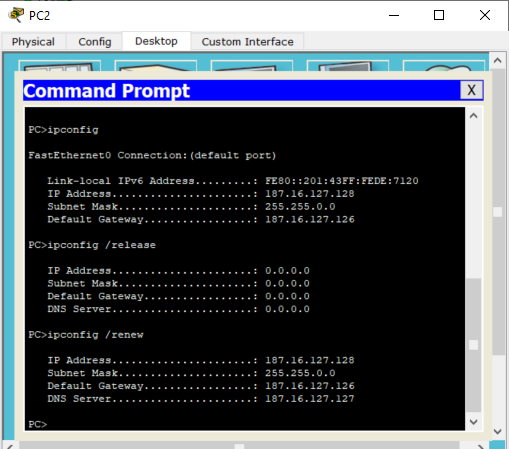 PC2
Physical Config Desktop Custom Interface
Command Prompt X
PC>ipconfig
FastEthernet0 Connection:(default port)
Link-local IPv6 Address.........: FE80::201:43FF:FEDE:7120
IP Address......................: 187.16.127.128
Subnet Mask.....................: 255.255.0.0
Default Gateway.................: 187.16.127.126
PC>ipconfig /release
IP Address......................: 0.0.0.0
Subnet Mask.....................: 0.0.0.0
Default Gateway.................: 0.0.0.0
DNS Server......................: 0.0.0.0
PC>ipconfig /renew
IP Address......................: 187.16.127.128
Subnet Mask.....................: 255.255.0.0
Default Gateway.................: 187.16.127.126
DNS Server......................: 187.16.127.127
PC>